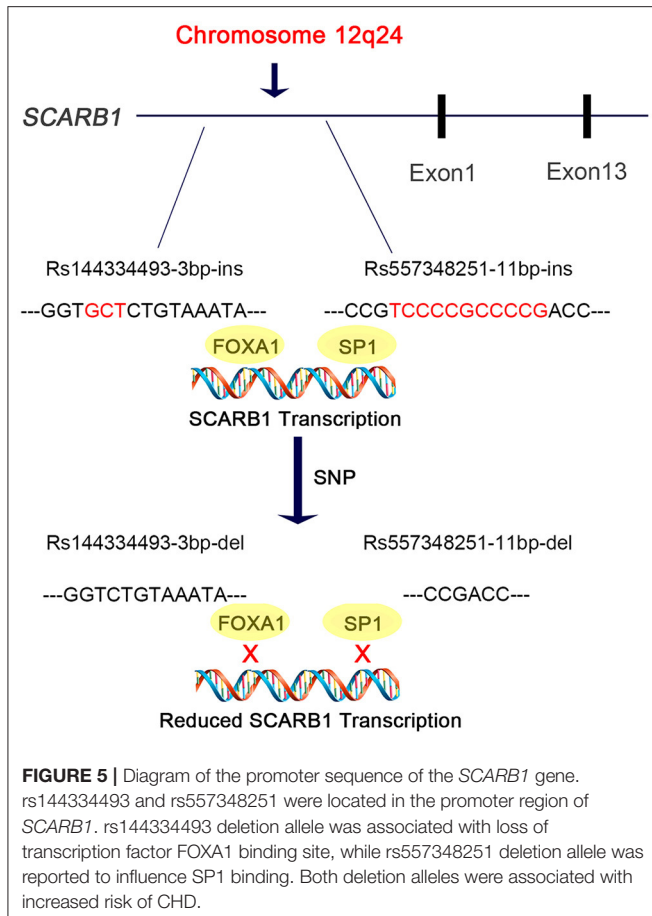 Chromosome 12q24
SCARB1
Exon1 Exon13
Rs144334493-3bp-ins Rs557348251-11bp-ins
---GGTGCTCTGTAAATA--- ---CCGTCCCCGCCCCGACC---
FOXA1 SP1
SCARB1 Transcription
SNP
Rs144334493-3bp-del Rs557348251-11bp-del
---GGTCTGTAAATA--- ---CCGACC---
FOXA1 SP1
X X
Reduced SCARB1 Transcription
FIGURE 5 | Diagram of the promoter sequence of the SCARB1 gene.
rs144334493 and rs557348251 were located in the promoter region of
SCARB1. rs144334493 deletion allele was associated with loss of
transcription factor FOXA1 binding site, while rs557348251 deletion allele was
reported to influence SP1 binding. Both deletion alleles were associated with
increased risk of CHD.